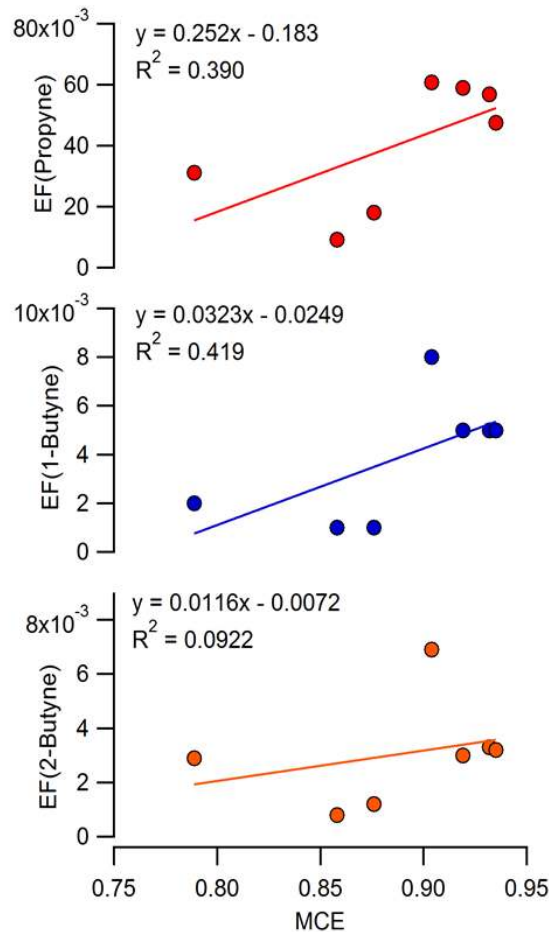 80x10⁻³
y = 0.252x - 0.183
R² = 0.390
60
40
20
0
EF(Propyne)
10x10⁻³
y = 0.0323x - 0.0249
R² = 0.419
8
6
4
2
0
EF(1-Butyne)
y = 0.0116x - 0.0072
8x10⁻³
R² = 0.0922
6
4
2
0
EF(2-Butyne)
0.75 0.80 0.85 0.90 0.95
MCE